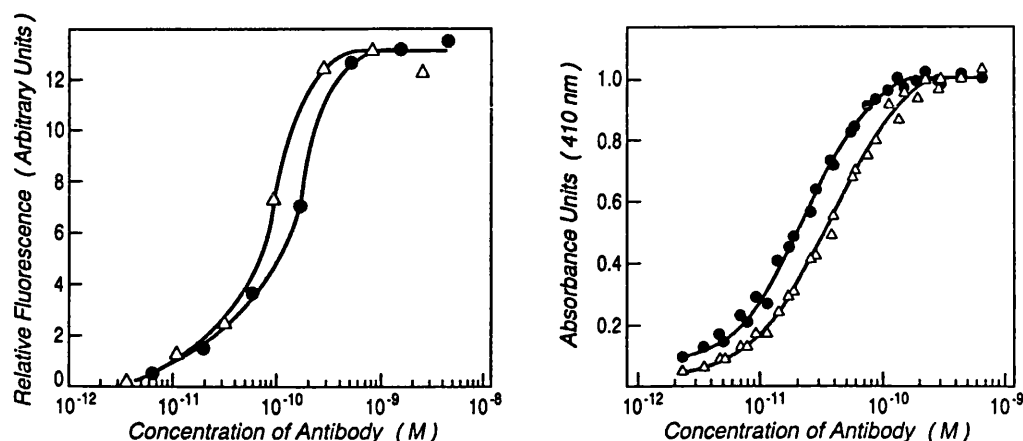 Relative Fluorescence ( Arbitrary Units )
12
10
8
6
4
2
0
10⁻¹² 10⁻¹¹ 10⁻¹⁰ 10⁻⁹ 10⁻⁸
Concentration of Antibody ( M )
Absorbance Units ( 410 nm )
1.0
0.8
0.6
0.4
0.2
10⁻¹² 10⁻¹¹ 10⁻¹⁰ 10⁻⁹
Concentration of Antibody ( M )